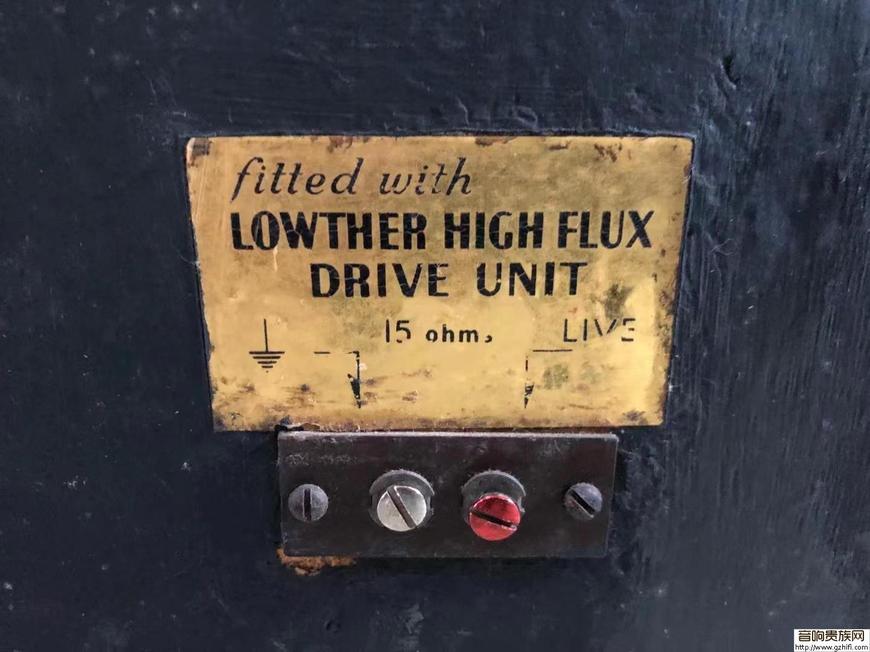 fitted with
LOWTHER HIGH FLUX
DRIVE UNIT
15 ohms
LIVE
音响贵族网
http://www.gzhifi.com